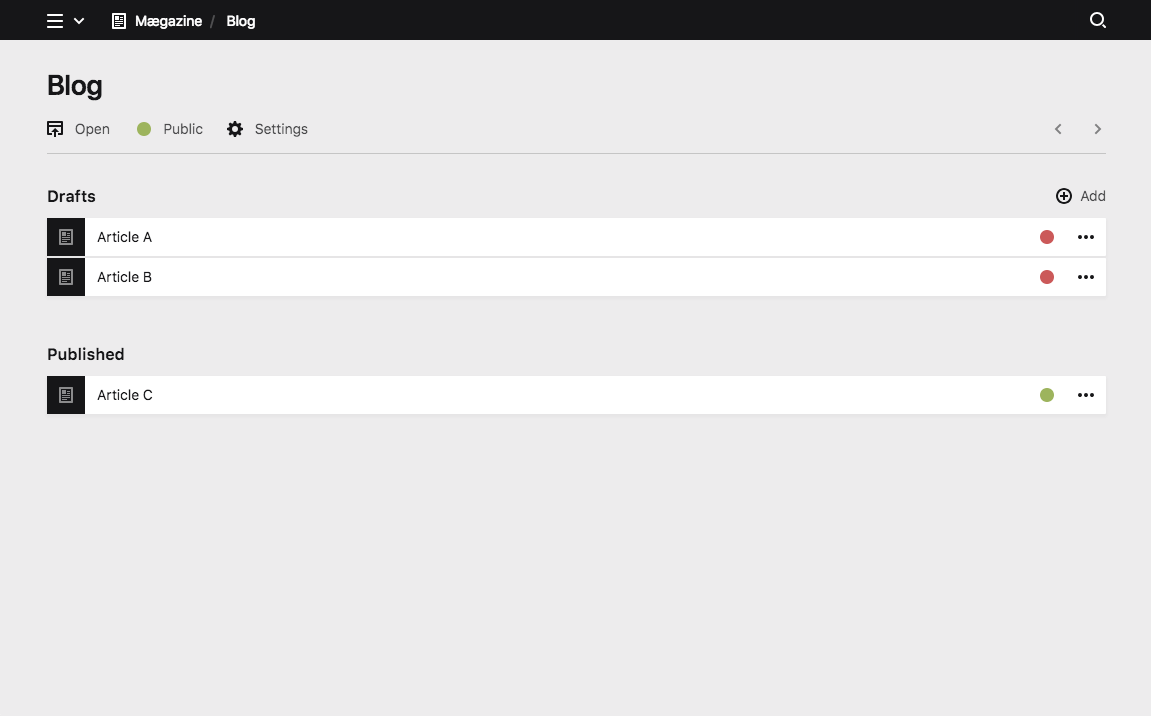 Mægazine / Blog
Blog
Open Public Settings
Drafts Add
Article A
Article B
Published
Article C